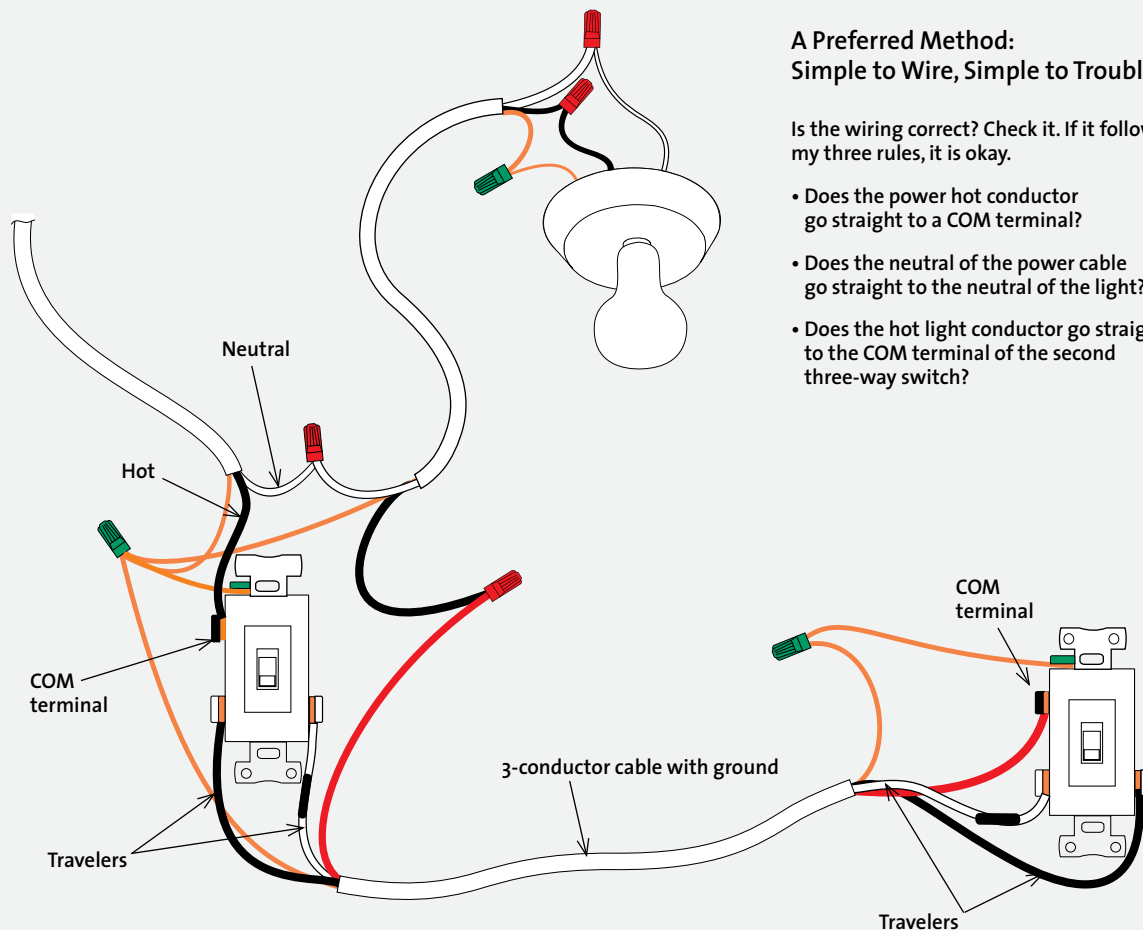 A Preferred Method:
Simple to Wire, Simple to
Is the wiring correct? Check it. If it
my three rules, it is okay.
• Does the power hot conductor
go straight to a COM terminal?
• Does the neutral of the power cable
go straight to the neutral of the light?
• Does the hot light conductor go
to the COM terminal of the second
three-way switch?
Neutral
Hot
COM
terminal
COM
terminal
3-conductor cable with ground
Travelers
Travelers